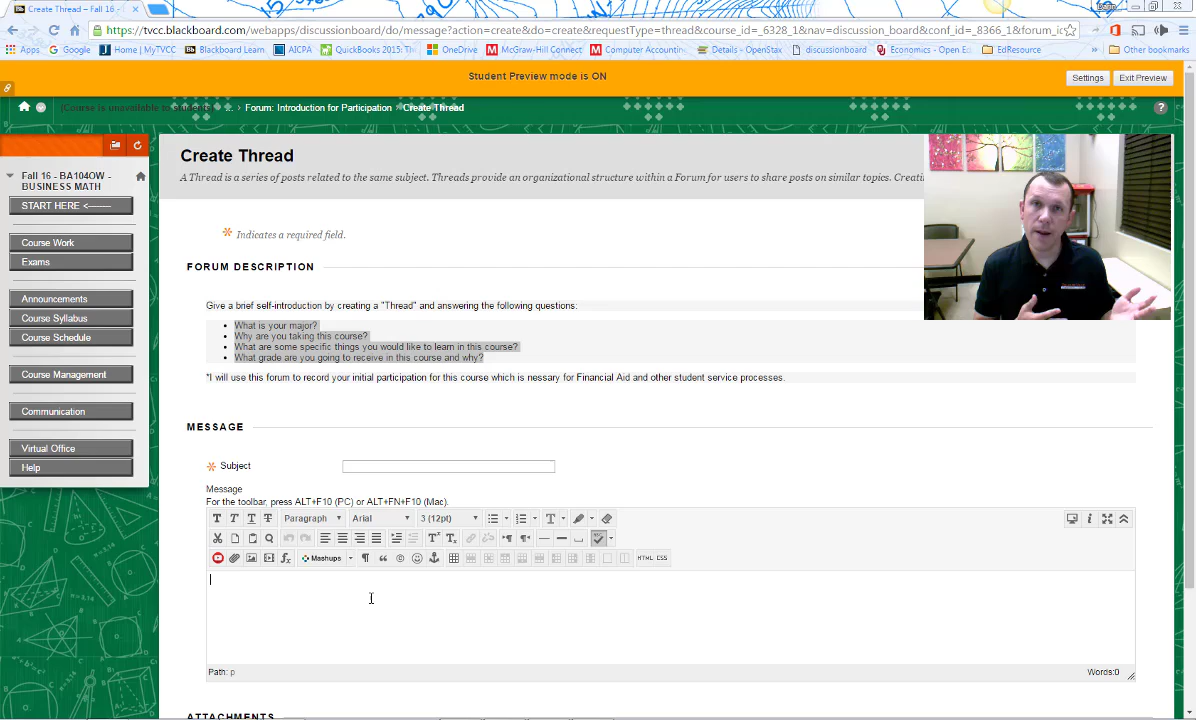 Create Thread – Fall 16 -
https://tvcc.blackboard.com/webapps/discussionboard/do/message?action=create&do=create&requestType=thread&course_id=_6328_1&nav=discussion_board&conf_id=_8366_1&forum_ic
Apps Google Home | MyTVCC Blackboard Learn AICPA QuickBooks 2015: Th OneDrive McGraw-Hill Connect Computer Accountin Details - OpenStax discussionboard Economics - Open Ed EdResource » Other bookmarks
Student Preview mode is ON
Settings
Exit Preview
(Course is unavailable to students) ... > Forum: Introduction for Participation > Create Thread
?
Create Thread
A Thread is a series of posts related to the same subject. Threads provide an organizational structure within a Forum for users to share posts on similar topics. Creati
Fall 16 - BA104OW -
BUSINESS MATH
START HERE <-------
Course Work
Exams
Announcements
Course Syllabus
Course Schedule
Course Management
Communication
Virtual Office
Help
* Indicates a required field.
FORUM DESCRIPTION
Give a brief self-introduction by creating a "Thread" and answering the following questions:
• What is your major?
• Why are you taking this course?
• What are some specific things you would like to learn in this course?
• What grade are you going to receive in this course and why?
*I will use this forum to record your initial participation for this course which is nessary for Financial Aid and other student service processes.
MESSAGE
* Subject
Message
For the toolbar, press ALT+F10 (PC) or ALT+FN+F10 (Mac).
T T T T Paragraph Arial 3 (12pt)
Mashups HTML CSS
Path: p
Words:0
ATTACHMENTS